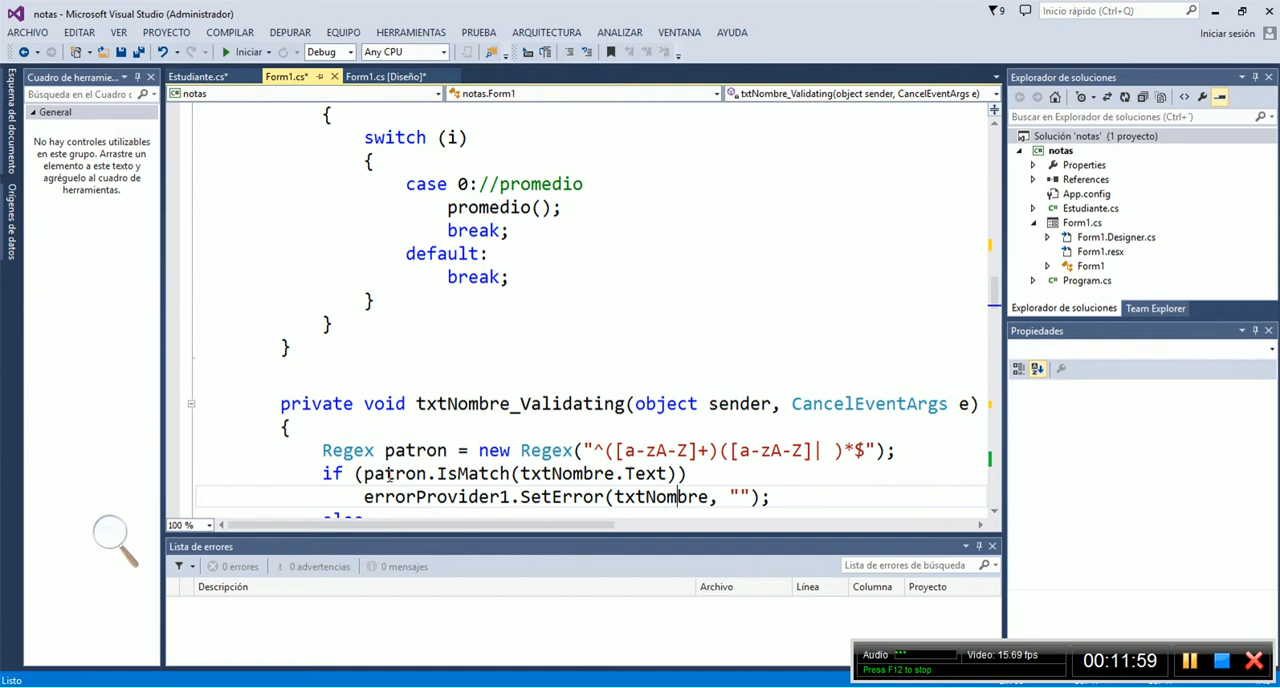 notas - Microsoft Visual Studio (Administrador)
9
Inicio rápido (Ctrl+Q)
ARCHIVO EDITAR VER PROYECTO COMPILAR DEPURAR EQUIPO HERRAMIENTAS PRUEBA ARQUITECTURA ANALIZAR VENTANA AYUDA
Iniciar sesión
Iniciar Debug Any CPU
Esquema del documento
Orígenes de datos
Cuadro de herramie...
Búsqueda en el Cuadro c
General
No hay controles utilizables
en este grupo. Arrastre un
elemento a este texto y
agréguelo al cuadro de
herramientas.
Estudiante.cs* Form1.cs* Form1.cs [Diseño]*
notas notas.Form1 txtNombre_Validating(object sender, CancelEventArgs e)
{
switch (i)
{
case 0://promedio
promedio();
break;
default:
break;
}
}
}
private void txtNombre_Validating(object sender, CancelEventArgs e)
{
Regex patron = new Regex("^([a-zA-Z]+)([a-zA-Z]| )*$");
if (patron.IsMatch(txtNombre.Text))
errorProvider1.SetError(txtNombre, "");
else
100 %
Lista de errores
0 errores 0 advertencias 0 mensajes
Lista de errores de búsqueda
Descripción Archivo Línea Columna Proyecto
Explorador de soluciones
Buscar en Explorador de soluciones (Ctrl+´)
Solución 'notas' (1 proyecto)
notas
Properties
References
App.config
Estudiante.cs
Form1.cs
Form1.Designer.cs
Form1.resx
Form1
Program.cs
Explorador de soluciones Team Explorer
Propiedades
Audio Video: 15.69 fps
Press F12 to stop
00:11:59
Listo